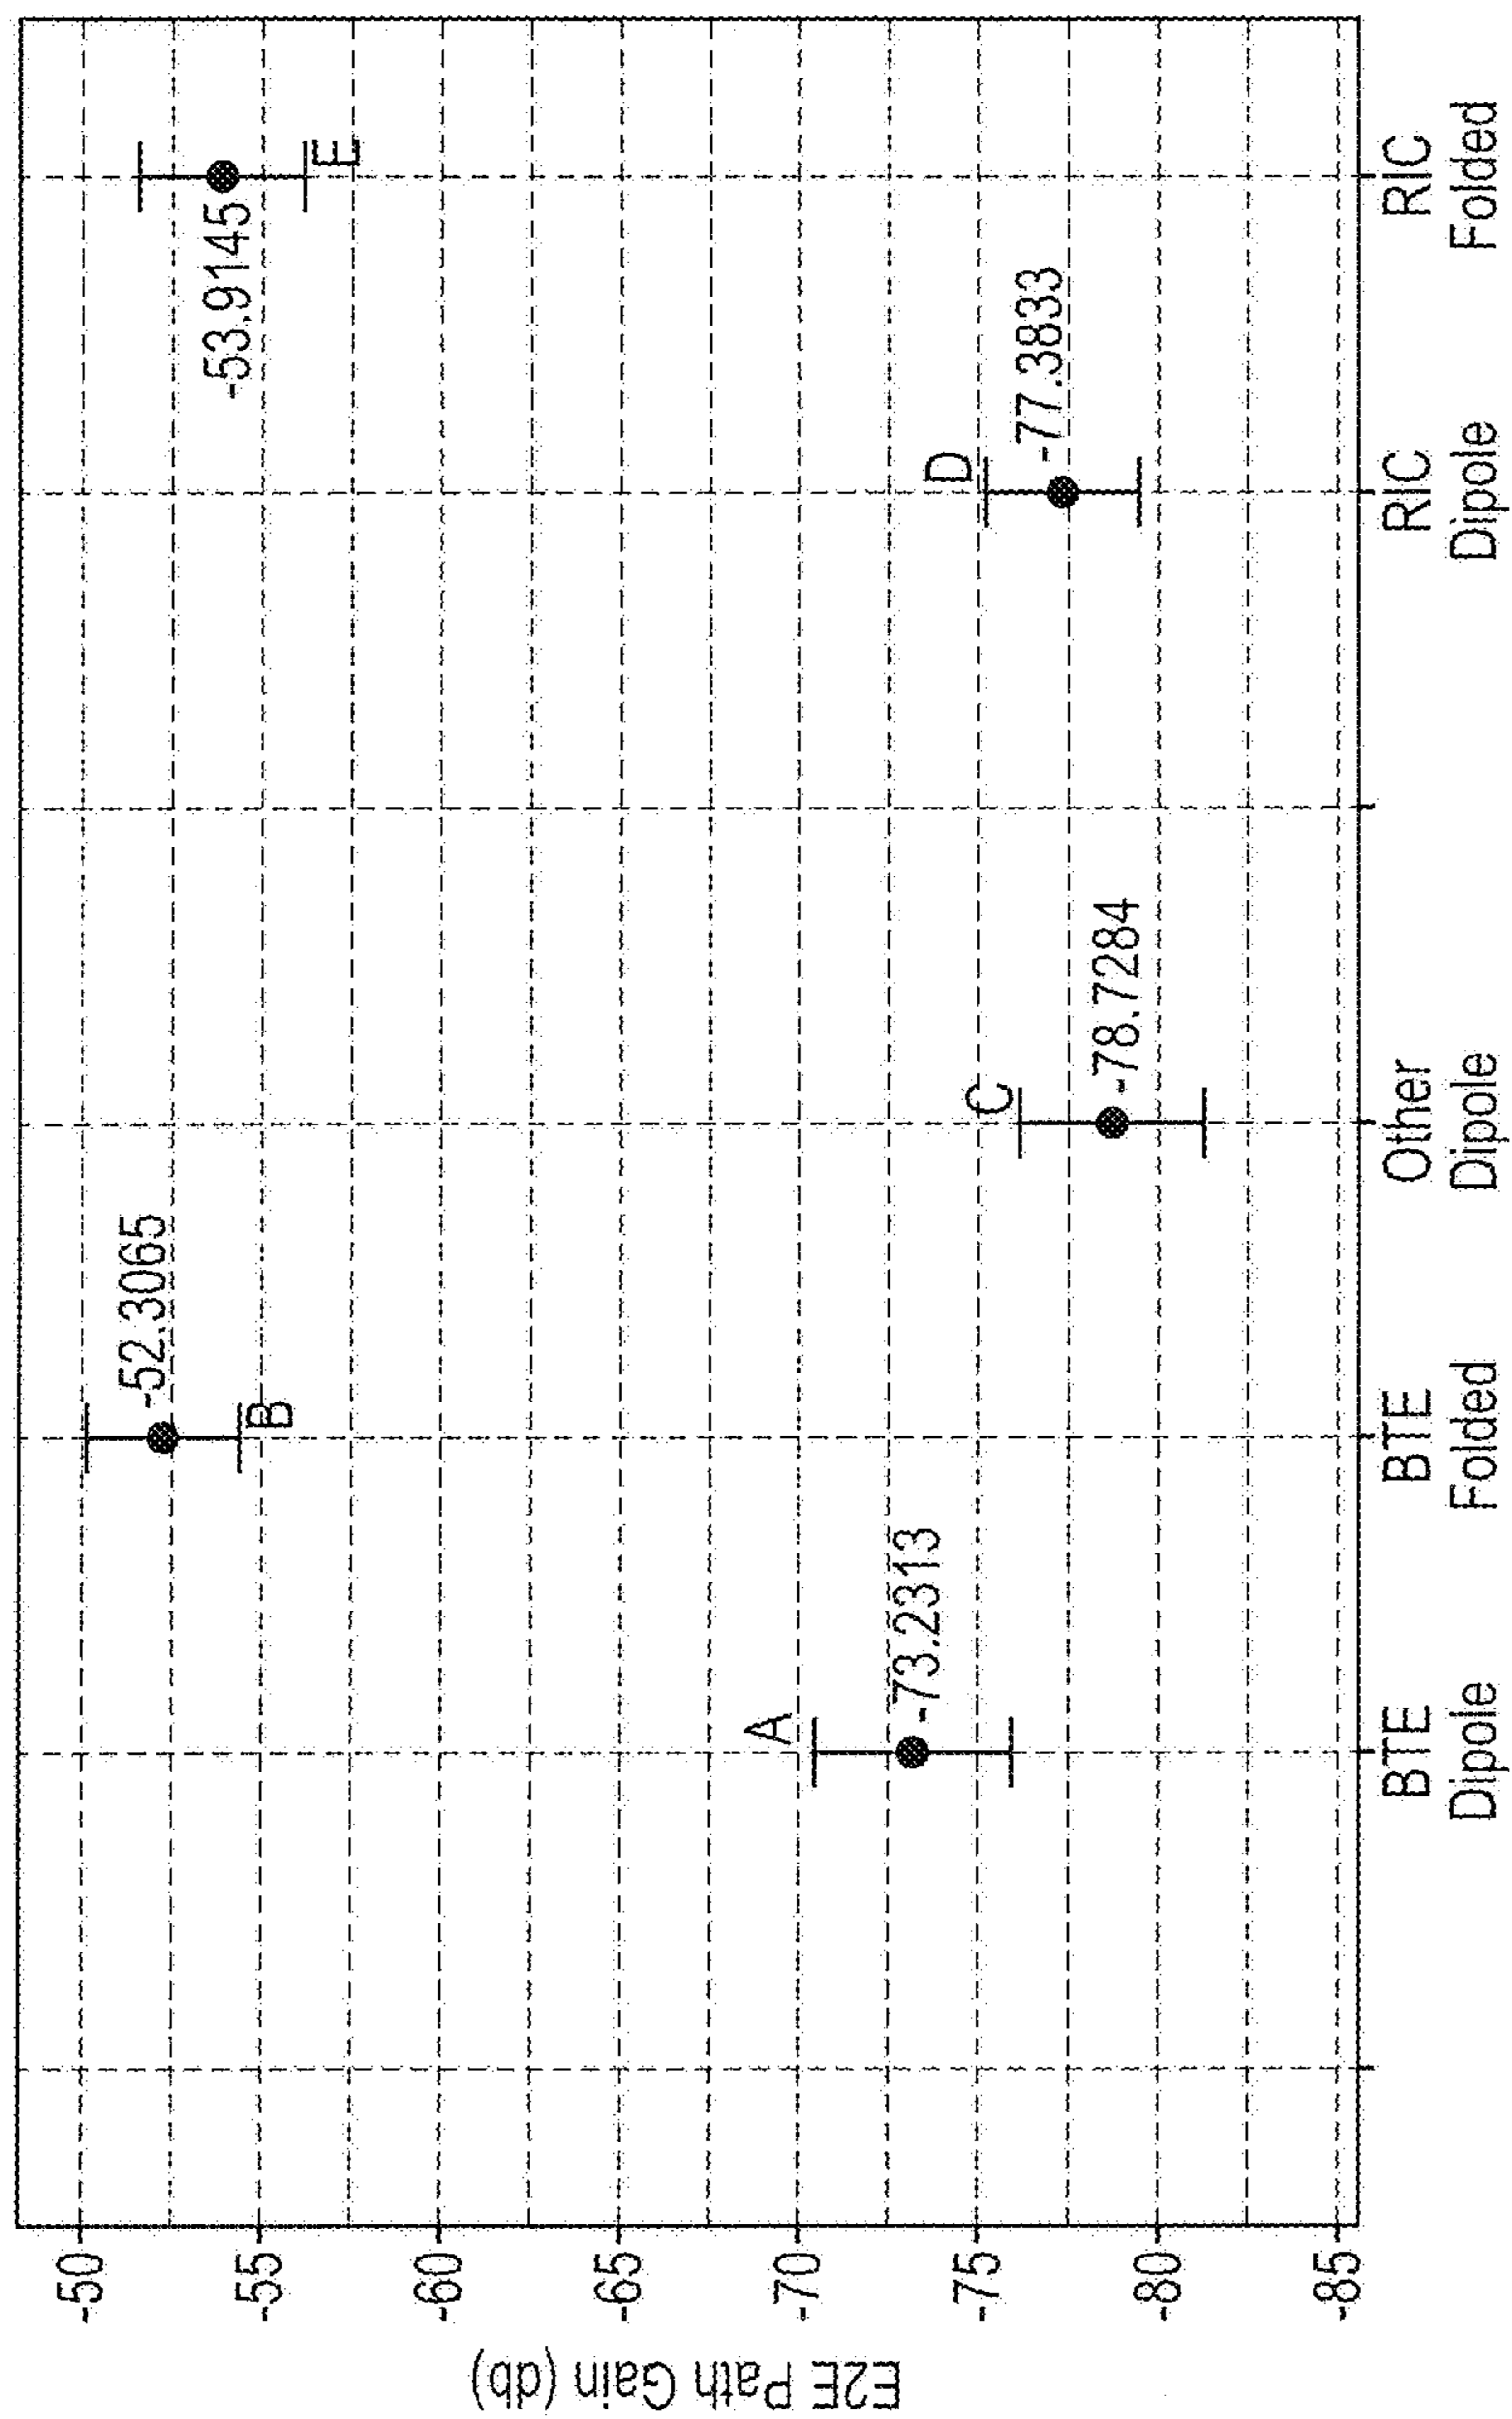 E2E Path Gain (db)
-50
-55
-60
-65
-70
-75
-80
-85
A
-73.2313
-52.3065
B
C
-78.7284
D
-77.3833
-53.9145
E
BTE
Dipole
BTE
Folded
Other
Dipole
RIC
Dipole
RIC
Folded